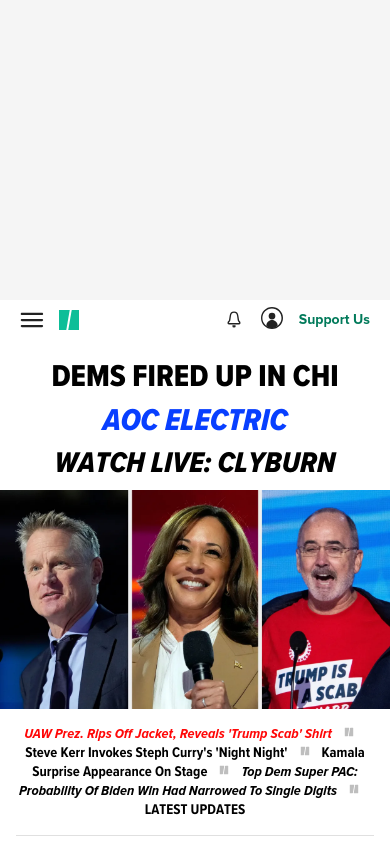 Support Us
DEMS FIRED UP IN CHI
AOC ELECTRIC
WATCH LIVE: CLYBURN
TRUMP IS
A SCAB
UAW Prez. Rips Off Jacket, Reveals 'Trump Scab' Shirt
Steve Kerr Invokes Steph Curry's 'Night Night' Kamala
Surprise Appearance On Stage Top Dem Super PAC:
Probability Of Biden Win Had Narrowed To Single Digits
LATEST UPDATES